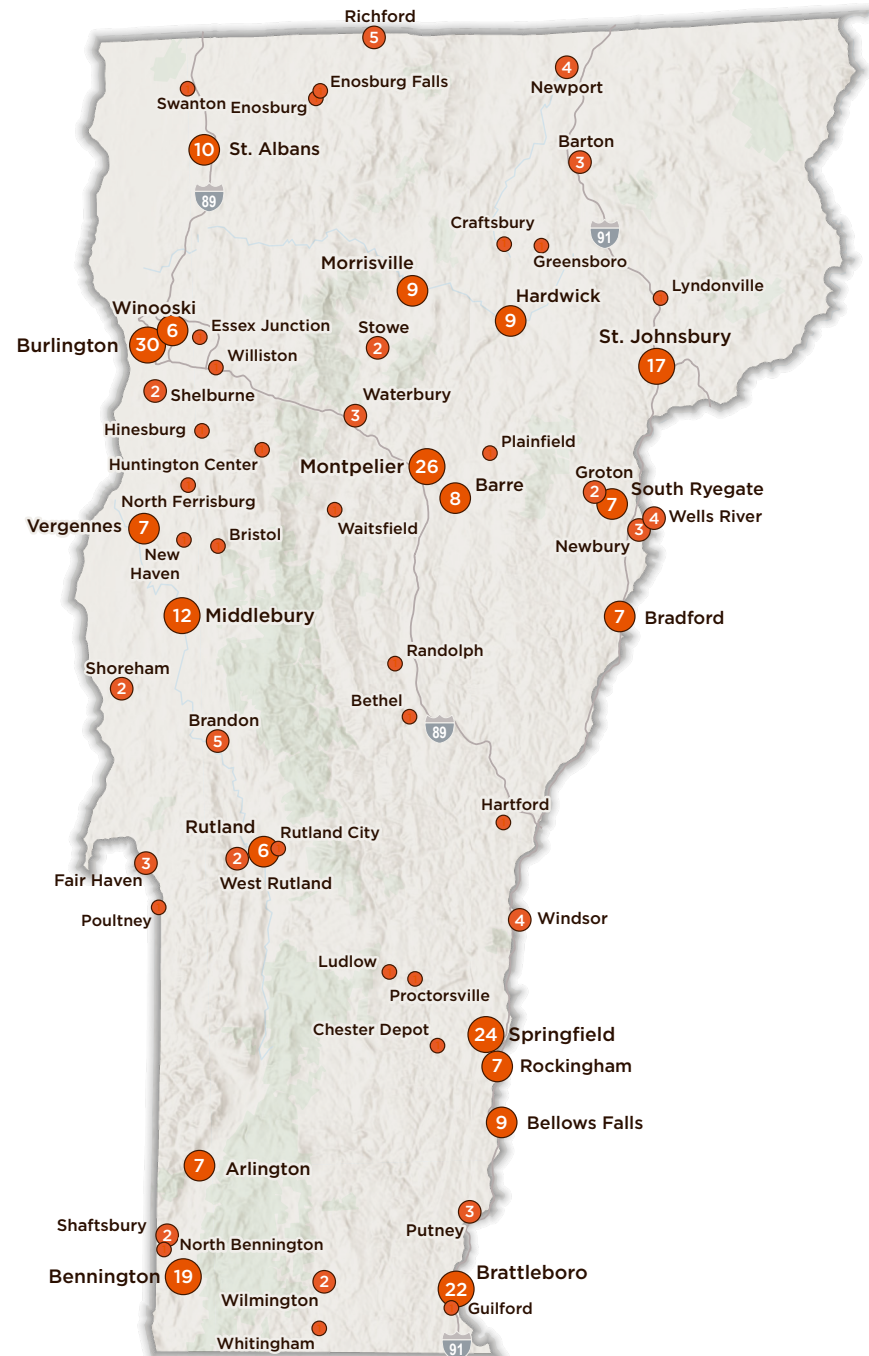 Richford
5
4
Newport
Enosburg Falls
Swanton
Enosburg
Barton
3
10
St. Albans
89
Craftsbury
91
Greensboro
Morrisville
9
Lyndonville
Hardwick
9
Winooski
6
Essex Junction
Stowe
2
Burlington
30
St. Johnsbury
17
Williston
2
Shelburne
Waterbury
3
Hinesburg
Plainfield
Huntington Center
Montpelier
26
Groton
2
Barre
8
South Ryegate
7
North Ferrisburg
Waitsfield
4
Wells River
Vergennes
7
Bristol
Newbury
3
New
Haven
12
Middlebury
7
Bradford
Shoreham
2
Randolph
Bethel
Brandon
5
89
Hartford
Rutland
6
Rutland City
2
West Rutland
3
Fair Haven
Poultney
4
Windsor
Ludlow
Proctorsville
Chester Depot
24
Springfield
7
Rockingham
9
Bellows Falls
7
Arlington
Putney
3
Shaftsbury
2
North Bennington
Bennington
19
2
Wilmington
Brattleboro
22
Guilford
Whitingham
91